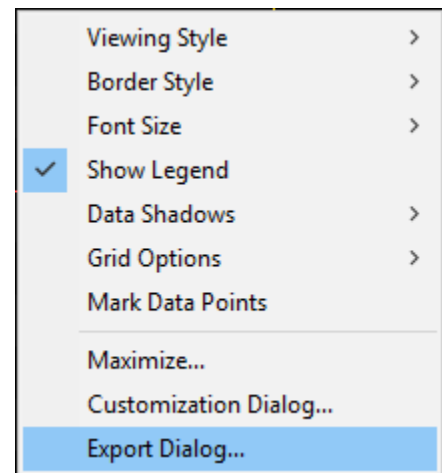 Viewing Style
Border Style
Font Size
Show Legend
Data Shadows
Grid Options
Mark Data Points
Maximize...
Customization Dialog...
Export Dialog...